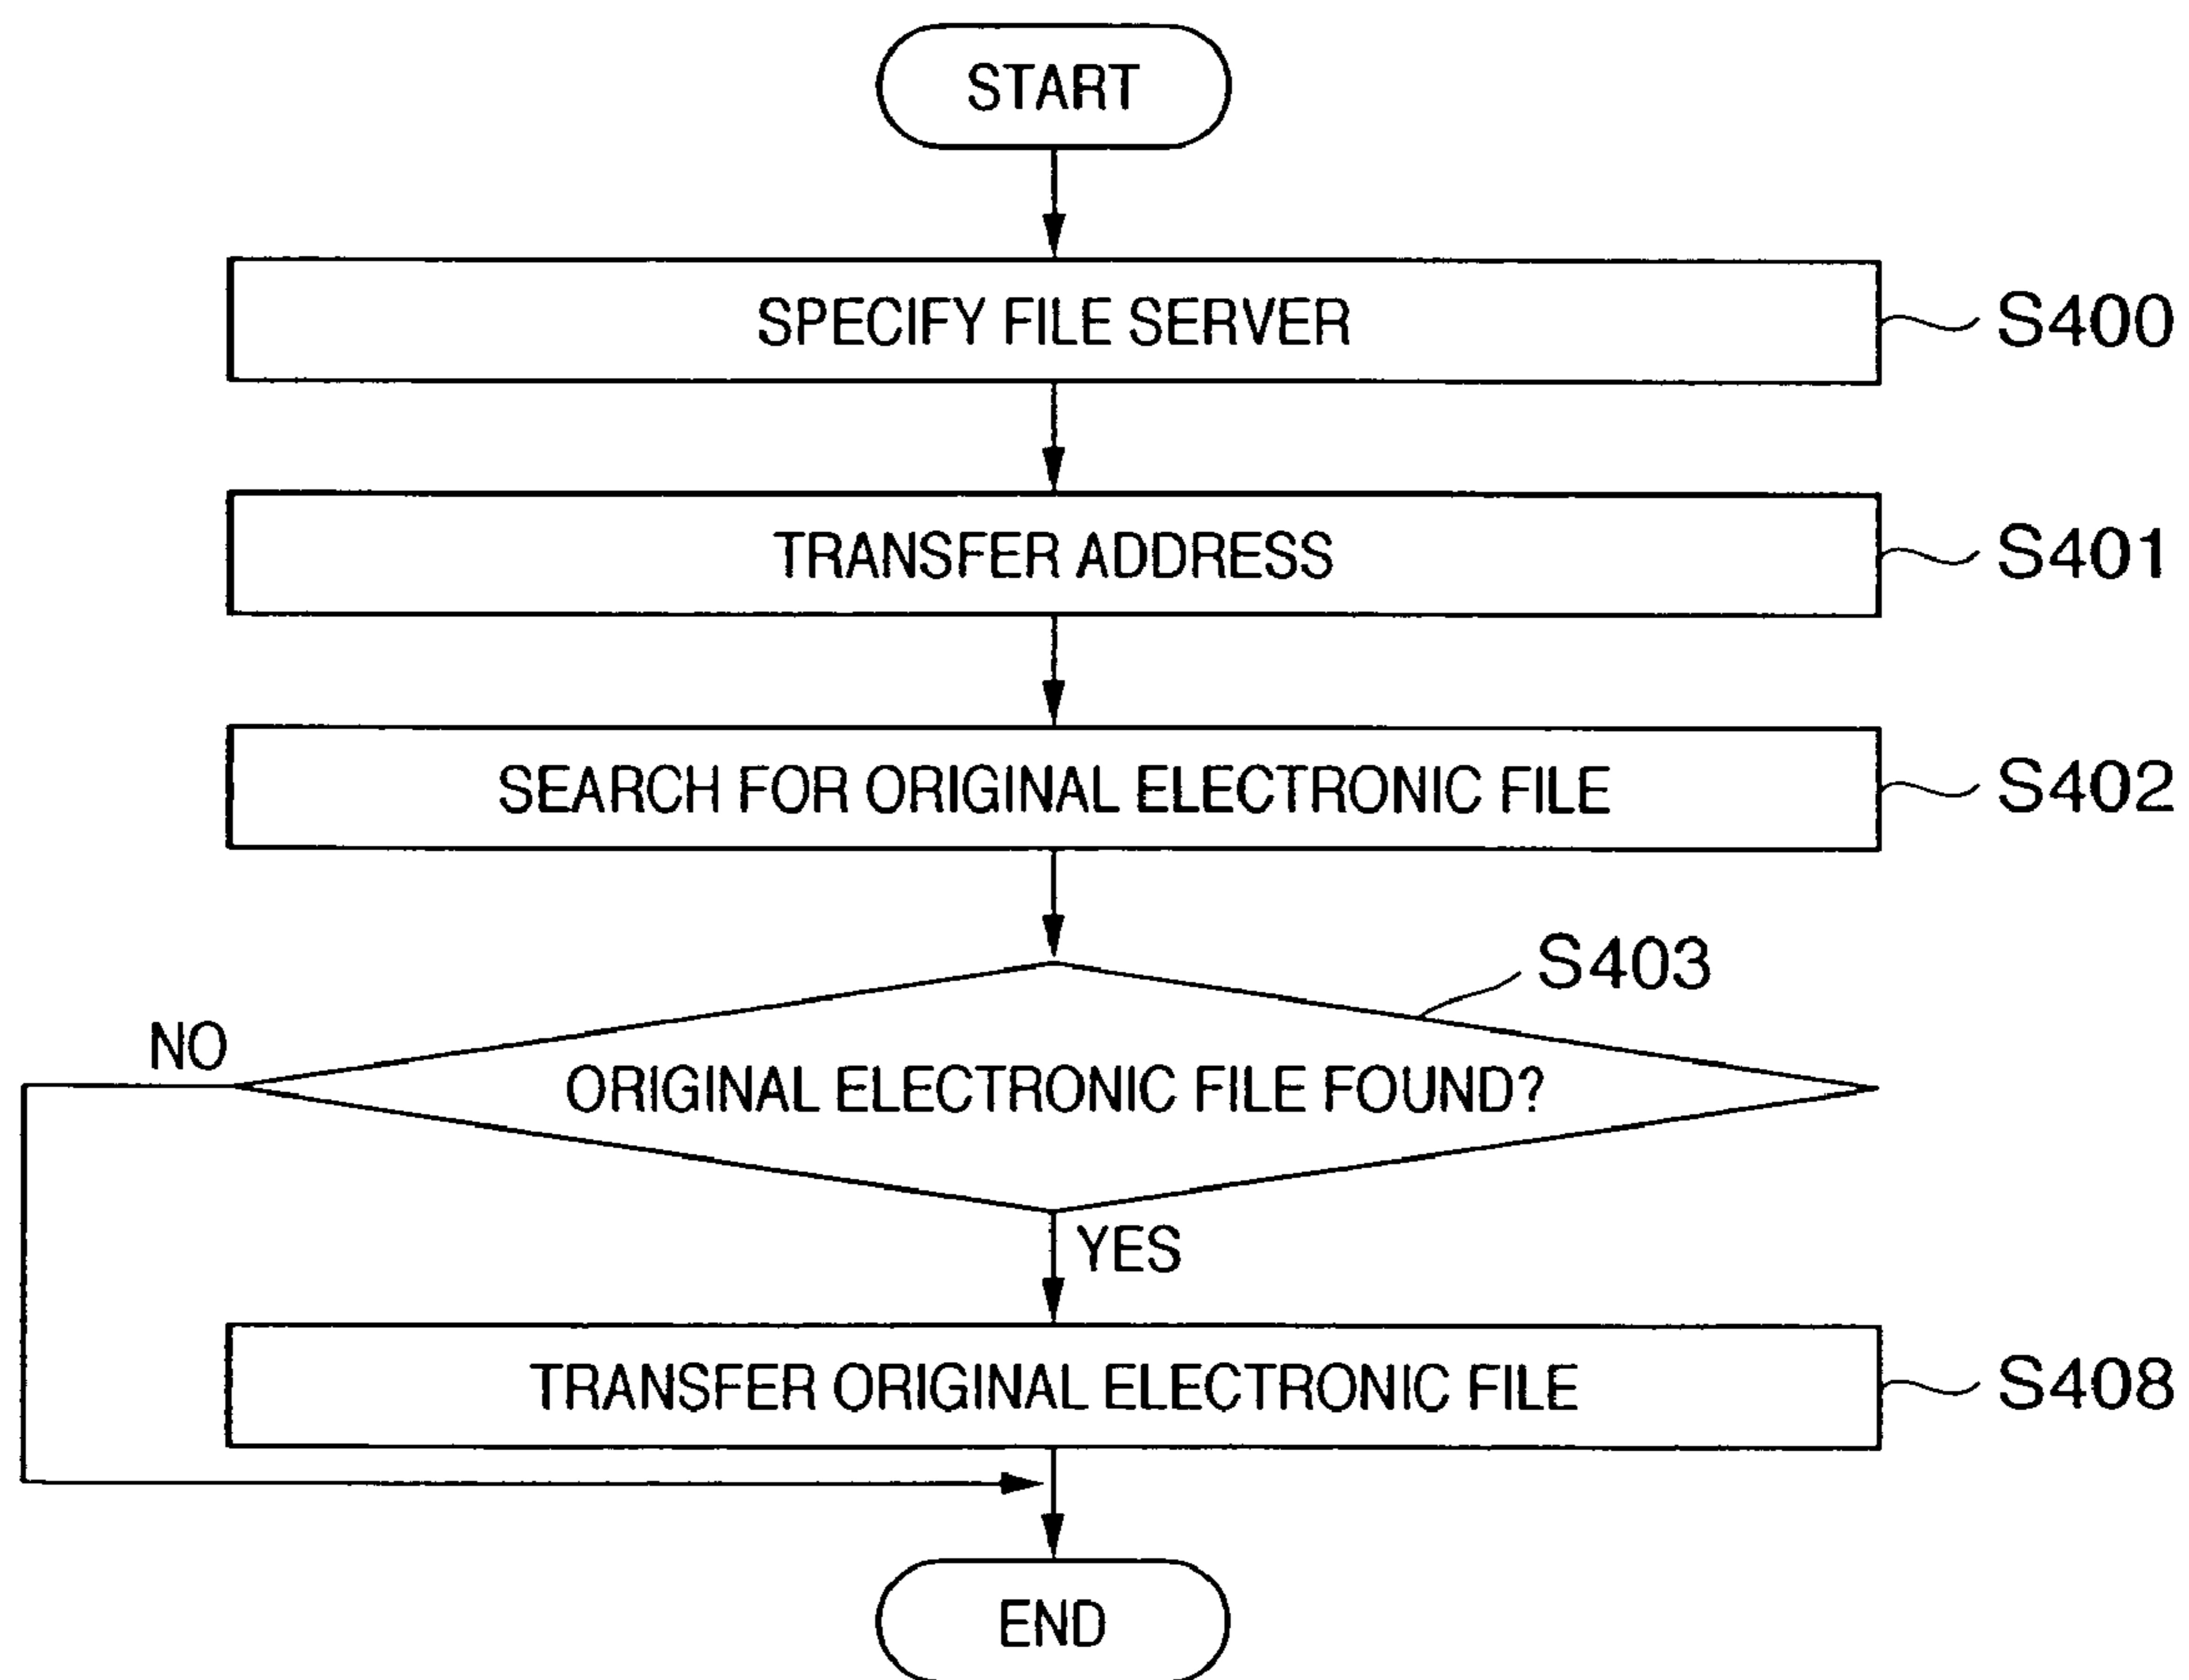 START
SPECIFY FILE SERVER
S400
TRANSFER ADDRESS
S401
SEARCH FOR ORIGINAL ELECTRONIC FILE
S402
S403
NO
ORIGINAL ELECTRONIC FILE FOUND?
YES
TRANSFER ORIGINAL ELECTRONIC FILE
S408
END